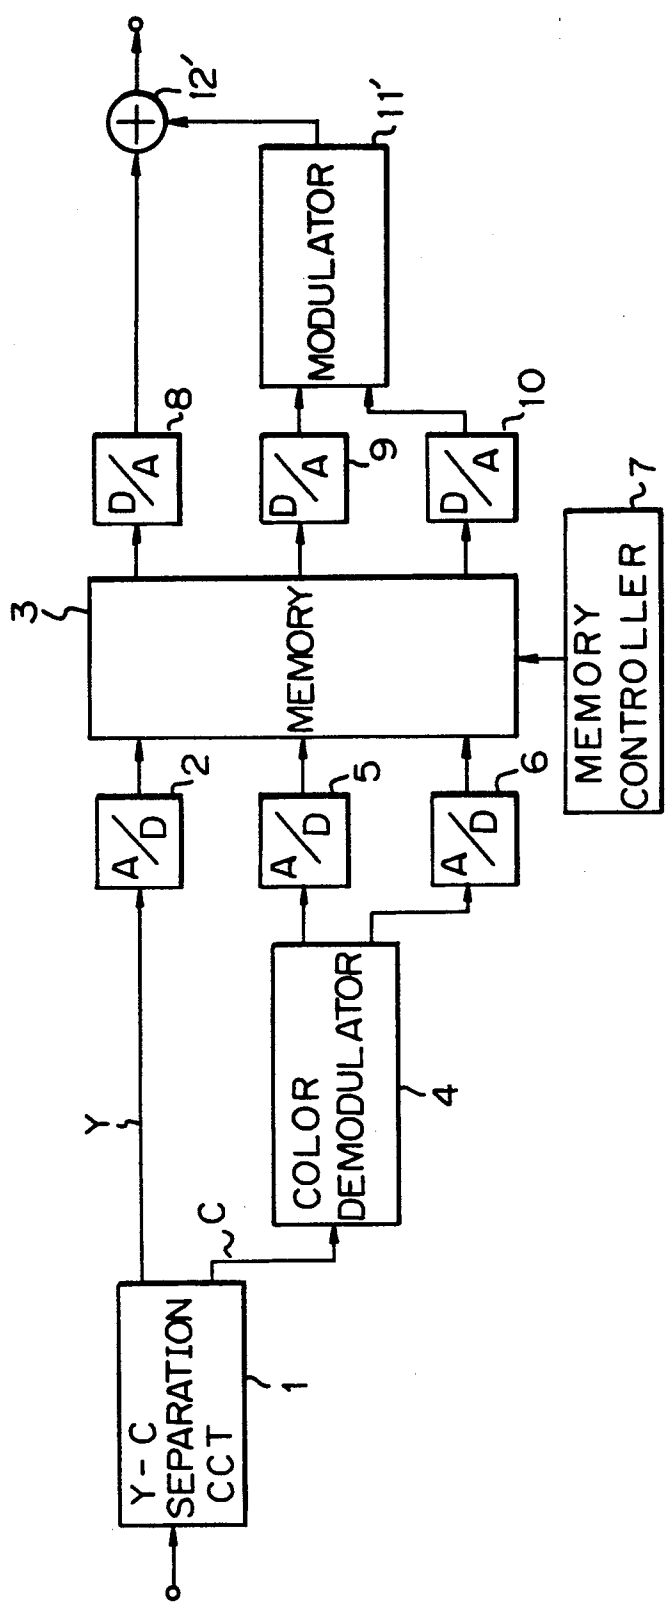 Y - C
SEPARATION
CCT
1
Y
C
COLOR
DEMODULATOR
4
A/D
2
A/D
5
A/D
6
MEMORY
3
MEMORY
CONTROLLER
7
D/A
8
D/A
9
D/A
10
MODULATOR
11'
+
12'